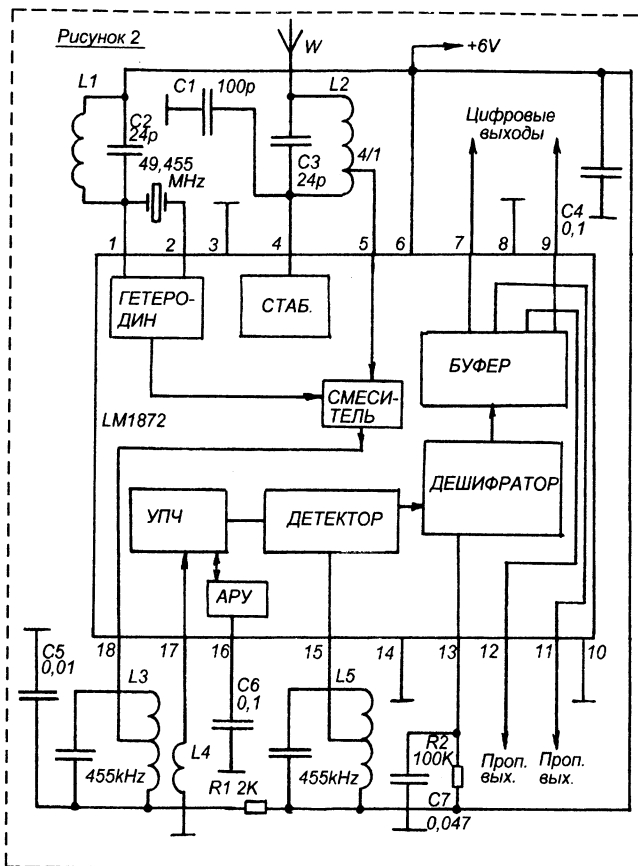 Рисунок 2
W
+6V
L1
C1
100p
L2
C2
24p
49,455
MHz
C3
24p
4/1
Цифровые
выходы
C4
0,1
1
2
3
4
5
6
7
8
9
ГЕТЕРО-
ДИН
СТАБ.
СМЕСИ-
ТЕЛЬ
БУФЕР
LM1872
ДЕШИФРАТОР
УПЧ
ДЕТЕКТОР
АРУ
18
17
16
15
14
13
12
11
10
C5
0,01
L3
455kHz
L4
C6
0,1
R1 2K
L5
455kHz
R2
100K
C7
0,047
Проп.
вых.
Проп.
вых.